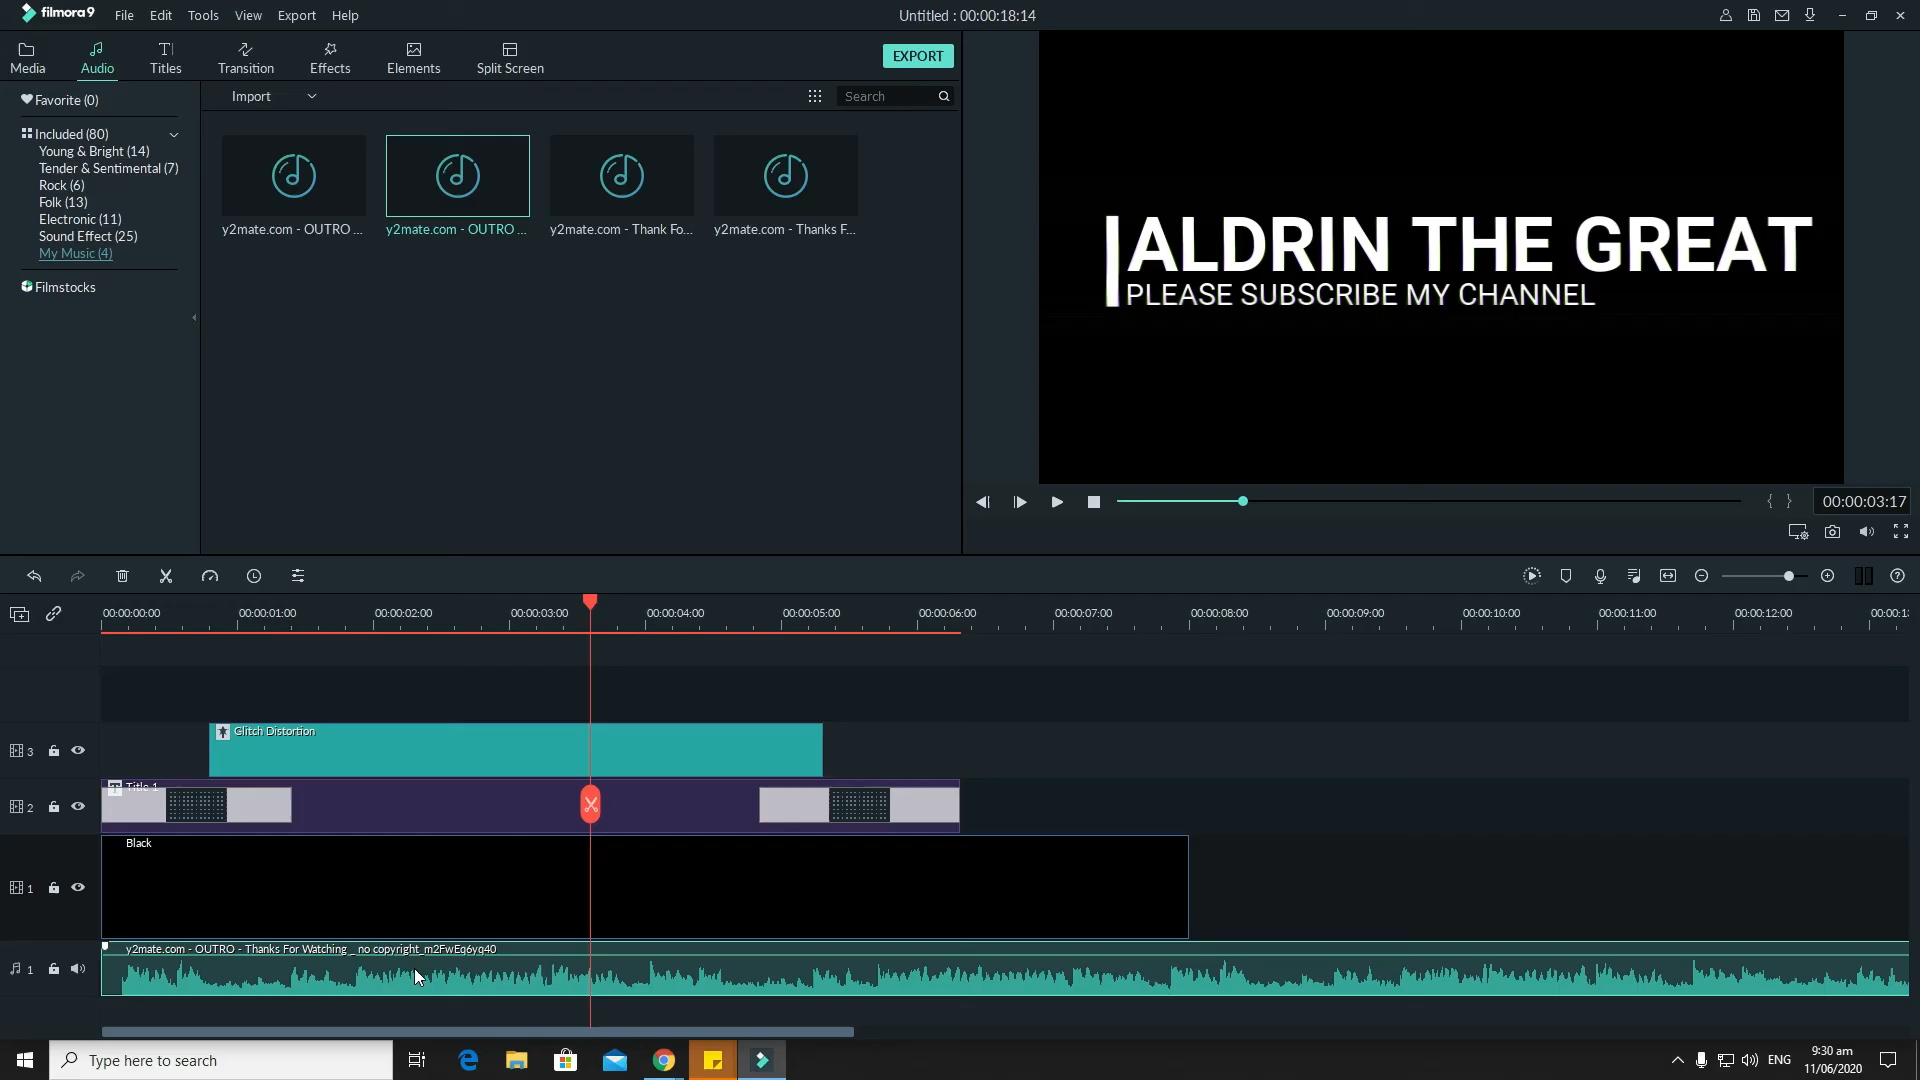 filmora9 File Edit Tools View Export Help
Untitled : 00:00:18:14
Media Audio Titles Transition Effects Elements Split Screen
EXPORT
Favorite (0)
Included (80)
Young & Bright (14)
Tender & Sentimental (7)
Rock (6)
Folk (13)
Electronic (11)
Sound Effect (25)
My Music (4)
Filmstocks
Import
Search
y2mate.com - OUTRO ...
y2mate.com - OUTRO ...
y2mate.com - Thank Fo...
y2mate.com - Thanks F...
ALDRIN THE GREAT
PLEASE SUBSCRIBE MY CHANNEL
{ } 00:00:03:17
00:00:00:00 00:00:01:00 00:00:02:00 00:00:03:00 00:00:04:00 00:00:05:00 00:00:06:00 00:00:07:00 00:00:08:00 00:00:09:00 00:00:10:00 00:00:11:00 00:00:12:00 00:00:13
3
Glitch Distortion
2
Title 1
1
Black
1
y2mate.com - OUTRO - Thanks For Watching _ no copyright_m2FwEq6yq40
Type here to search
ENG
9:30 am
11/06/2020